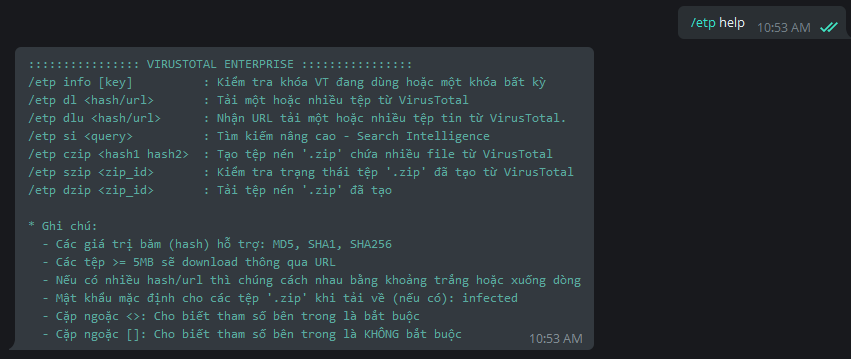 /etp help 10:53 AM
:::::::::::::::: VIRUSTOTAL ENTERPRISE ::::::::::::::::
/etp info [key] : Kiểm tra khóa VT đang dùng hoặc một khóa bất kỳ
/etp dl <hash/url> : Tải một hoặc nhiều tệp từ VirusTotal
/etp dlu <hash/url> : Nhận URL tải một hoặc nhiều tệp tin từ VirusTotal.
/etp si <query> : Tìm kiếm nâng cao - Search Intelligence
/etp czip <hash1 hash2> : Tạo tệp nén '.zip' chứa nhiều file từ VirusTotal
/etp szip <zip_id> : Kiểm tra trạng thái tệp '.zip' đã tạo từ VirusTotal
/etp dzip <zip_id> : Tải tệp nén '.zip' đã tạo
* Ghi chú:
- Các giá trị băm (hash) hỗ trợ: MD5, SHA1, SHA256
- Các tệp >= 5MB sẽ download thông qua URL
- Nếu có nhiều hash/url thì chúng cách nhau bằng khoảng trắng hoặc xuống dòng
- Mật khẩu mặc định cho các tệp '.zip' khi tải về (nếu có): infected
- Cặp ngoặc <>: Cho biết tham số bên trong là bắt buộc
- Cặp ngoặc []: Cho biết tham số bên trong là KHÔNG bắt buộc
10:53 AM